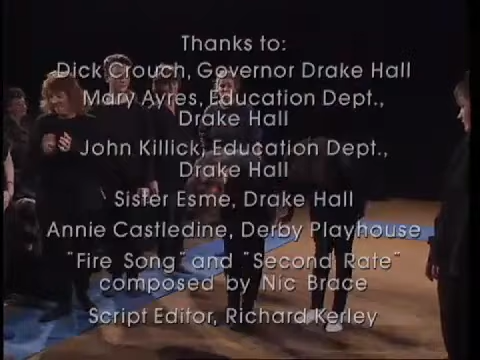 Thanks to:
Dick Crouch, Governor Drake Hall
Mary Ayres, Education Dept.,
Drake Hall
John Killick, Education Dept.,
Drake Hall
Sister Esme, Drake Hall
Annie Castledine, Derby Playhouse
"Fire Song" and "Second Rate"
composed by Nic Brace
Script Editor, Richard Kerley